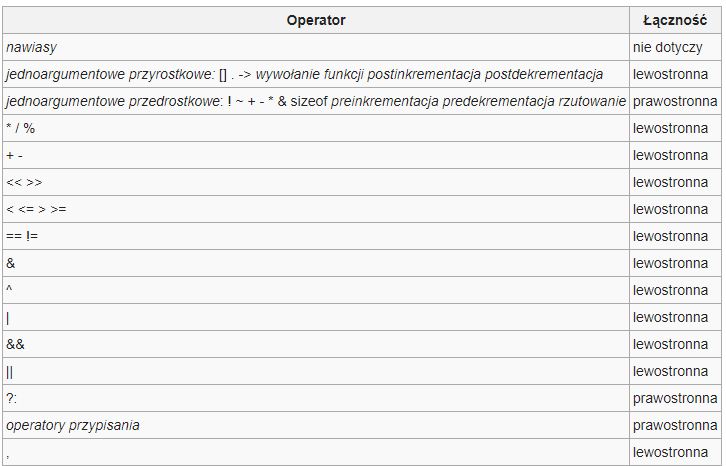 Operator Łączność
nawiasy nie dotyczy
jednoargumentowe przyrostkowe: [] . -> wywołanie funkcji postinkrementacja postdekrementacja lewostronna
jednoargumentowe przedrostkowe: ! ~ + - * & sizeof preinkrementacja predekrementacja rzutowanie prawostronna
* / % lewostronna
+ - lewostronna
<< >> lewostronna
< <= > >= lewostronna
== != lewostronna
& lewostronna
^ lewostronna
| lewostronna
&& lewostronna
|| lewostronna
?: prawostronna
operatory przypisania prawostronna
, lewostronna